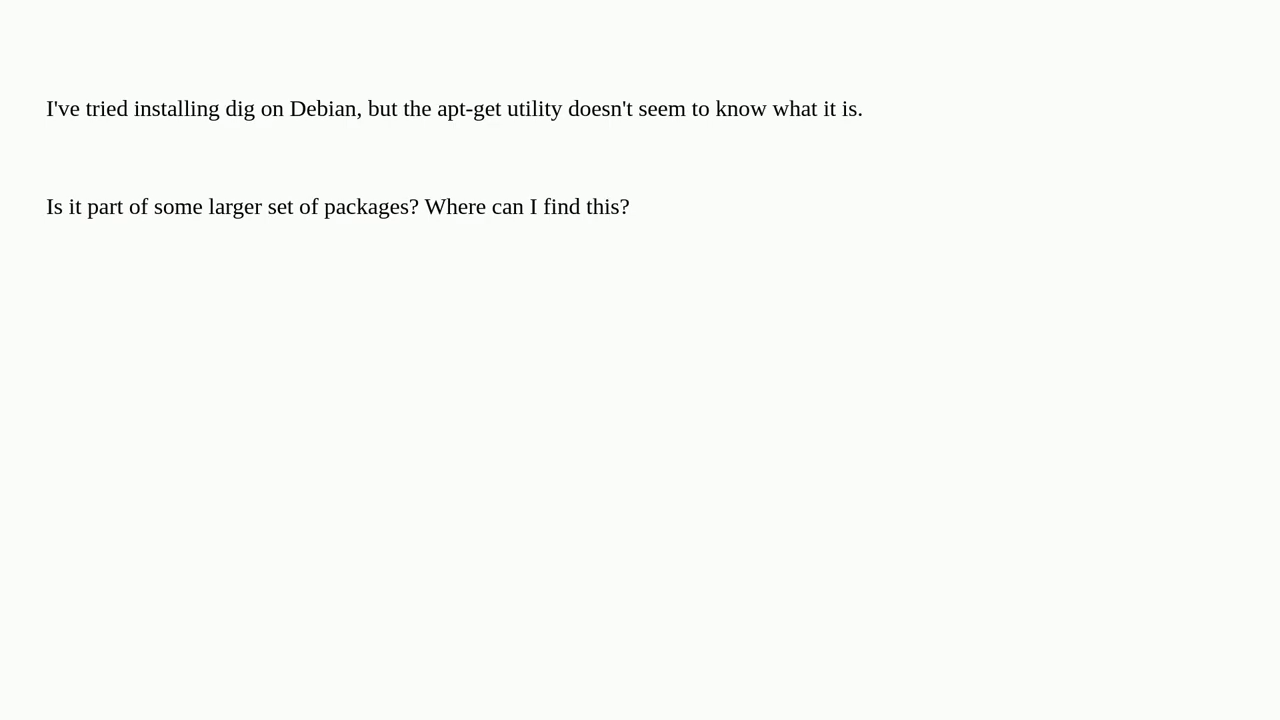 I've tried installing dig on Debian, but the apt-get utility doesn't seem to know what it is.
Is it part of some larger set of packages? Where can I find this?